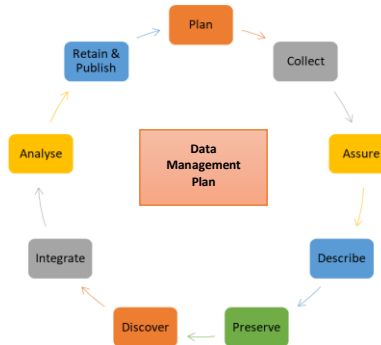 Plan
Collect
Assure
Describe
Preserve
Discover
Integrate
Analyse
Retain &
Publish
Data
Management
Plan